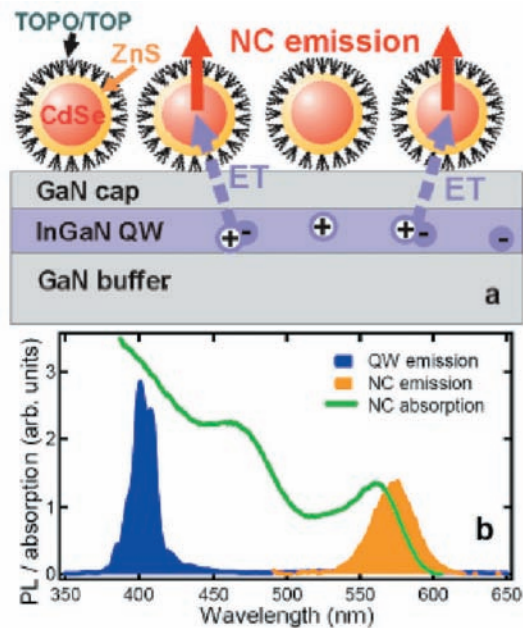 TOPO/TOP
ZnS
NC emission
CdSe
ET
ET
GaN cap
InGaN QW
+ - + + - -
GaN buffer
a
PL / absorption (arb. units)
3
2
1
0
QW emission
NC emission
NC absorption
b
350 400 450 500 550 600 650
Wavelength (nm)